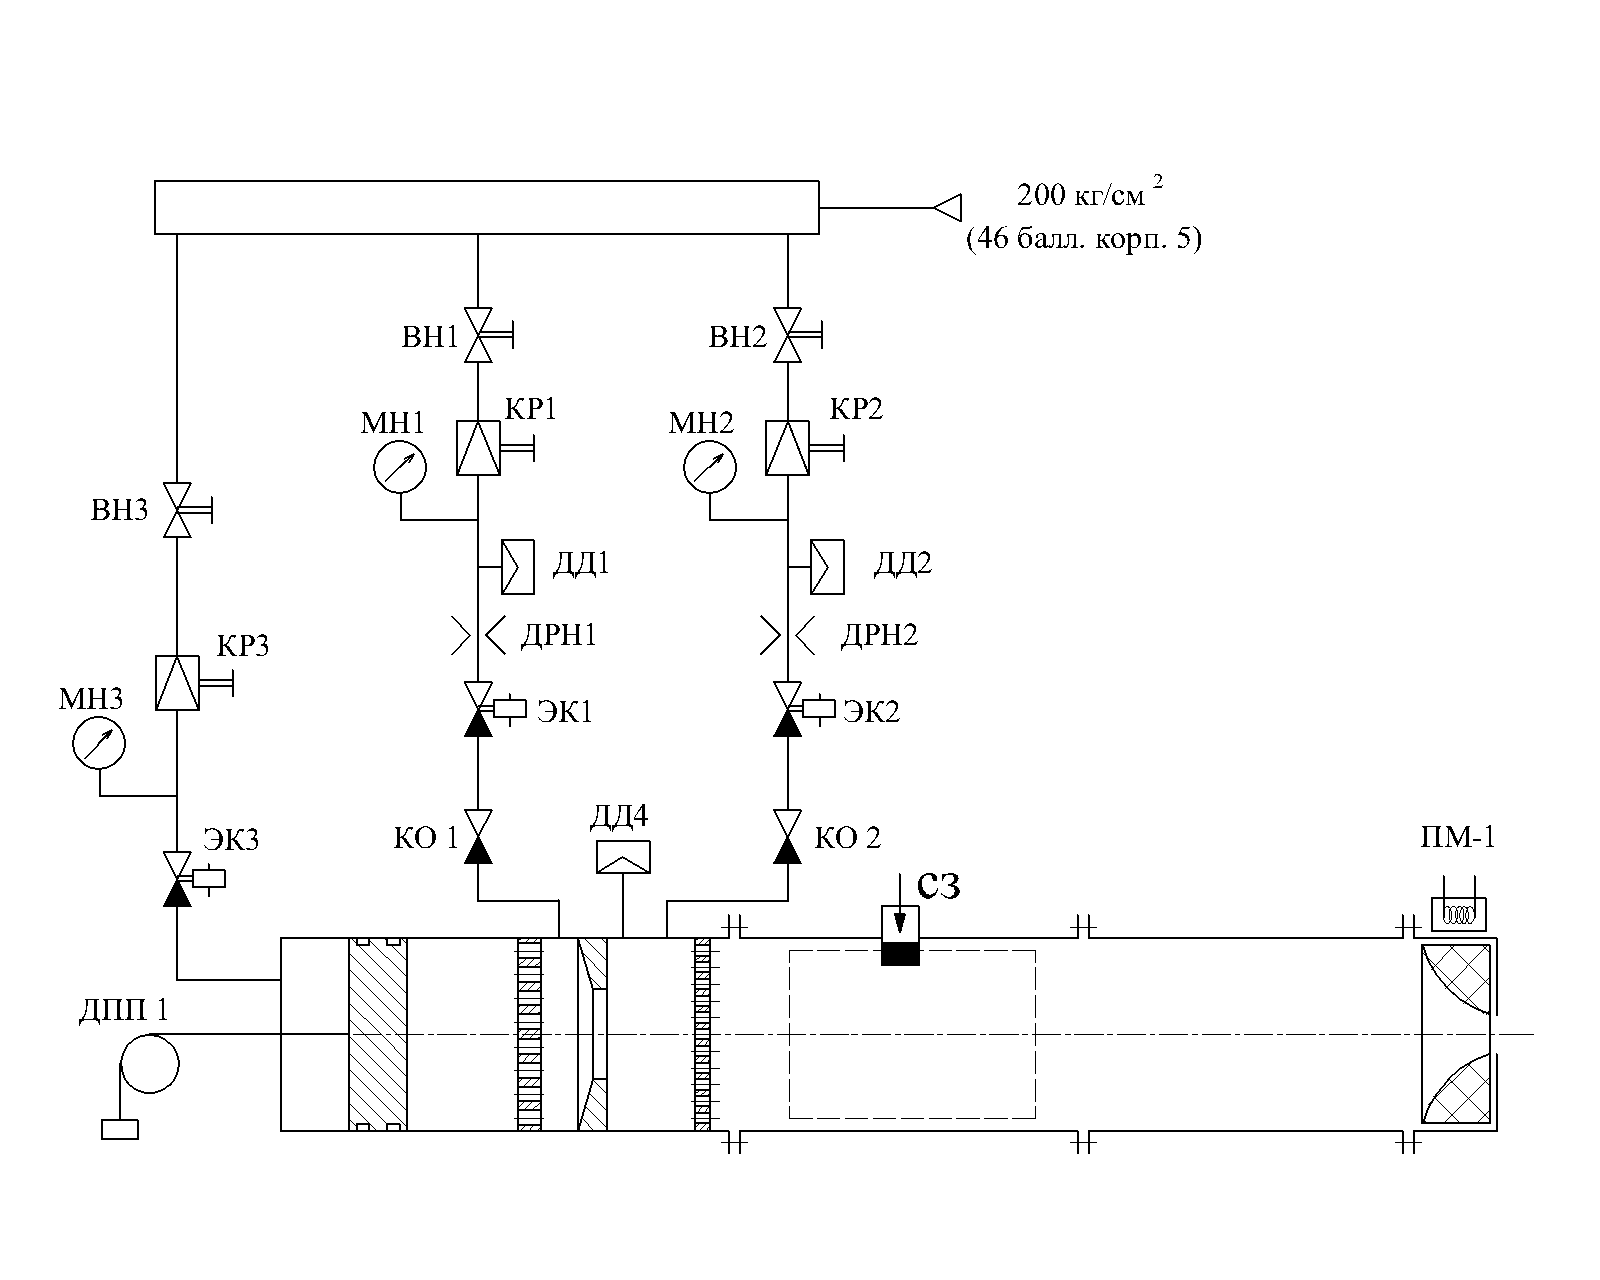 200 кг/см 2
(46 балл. корп. 5)
ВН1
ВН2
КР1
КР2
МН1
МН2
ВН3
ДД1
ДД2
ДРН1
ДРН2
КР3
МН3
ЭК1
ЭК2
ДД4
ЭК3
КО 1
КО 2
ПМ-1
СЗ
ДПП 1